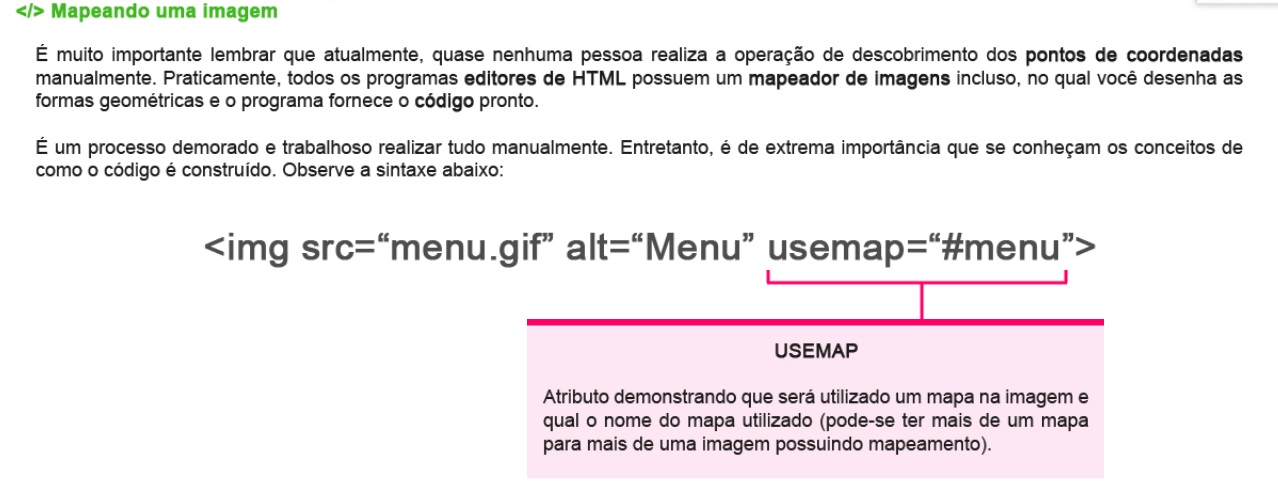 </> Mapeando uma imagem
É muito importante lembrar que atualmente, quase nenhuma pessoa realiza a operação de descobrimento dos pontos de coordenadas
manualmente. Praticamente, todos os programas editores de HTML possuem um mapeador de imagens incluso, no qual você desenha as
formas geométricas e o programa fornece o código pronto.
É um processo demorado e trabalhoso realizar tudo manualmente. Entretanto, é de extrema importância que se conheçam os conceitos de
como o código é construído. Observe a sintaxe abaixo:
<img src=“menu.gif” alt=“Menu” usemap=“#menu”>
USEMAP
Atributo demonstrando que será utilizado um mapa na imagem e
qual o nome do mapa utilizado (pode-se ter mais de um mapa
para mais de uma imagem possuindo mapeamento).